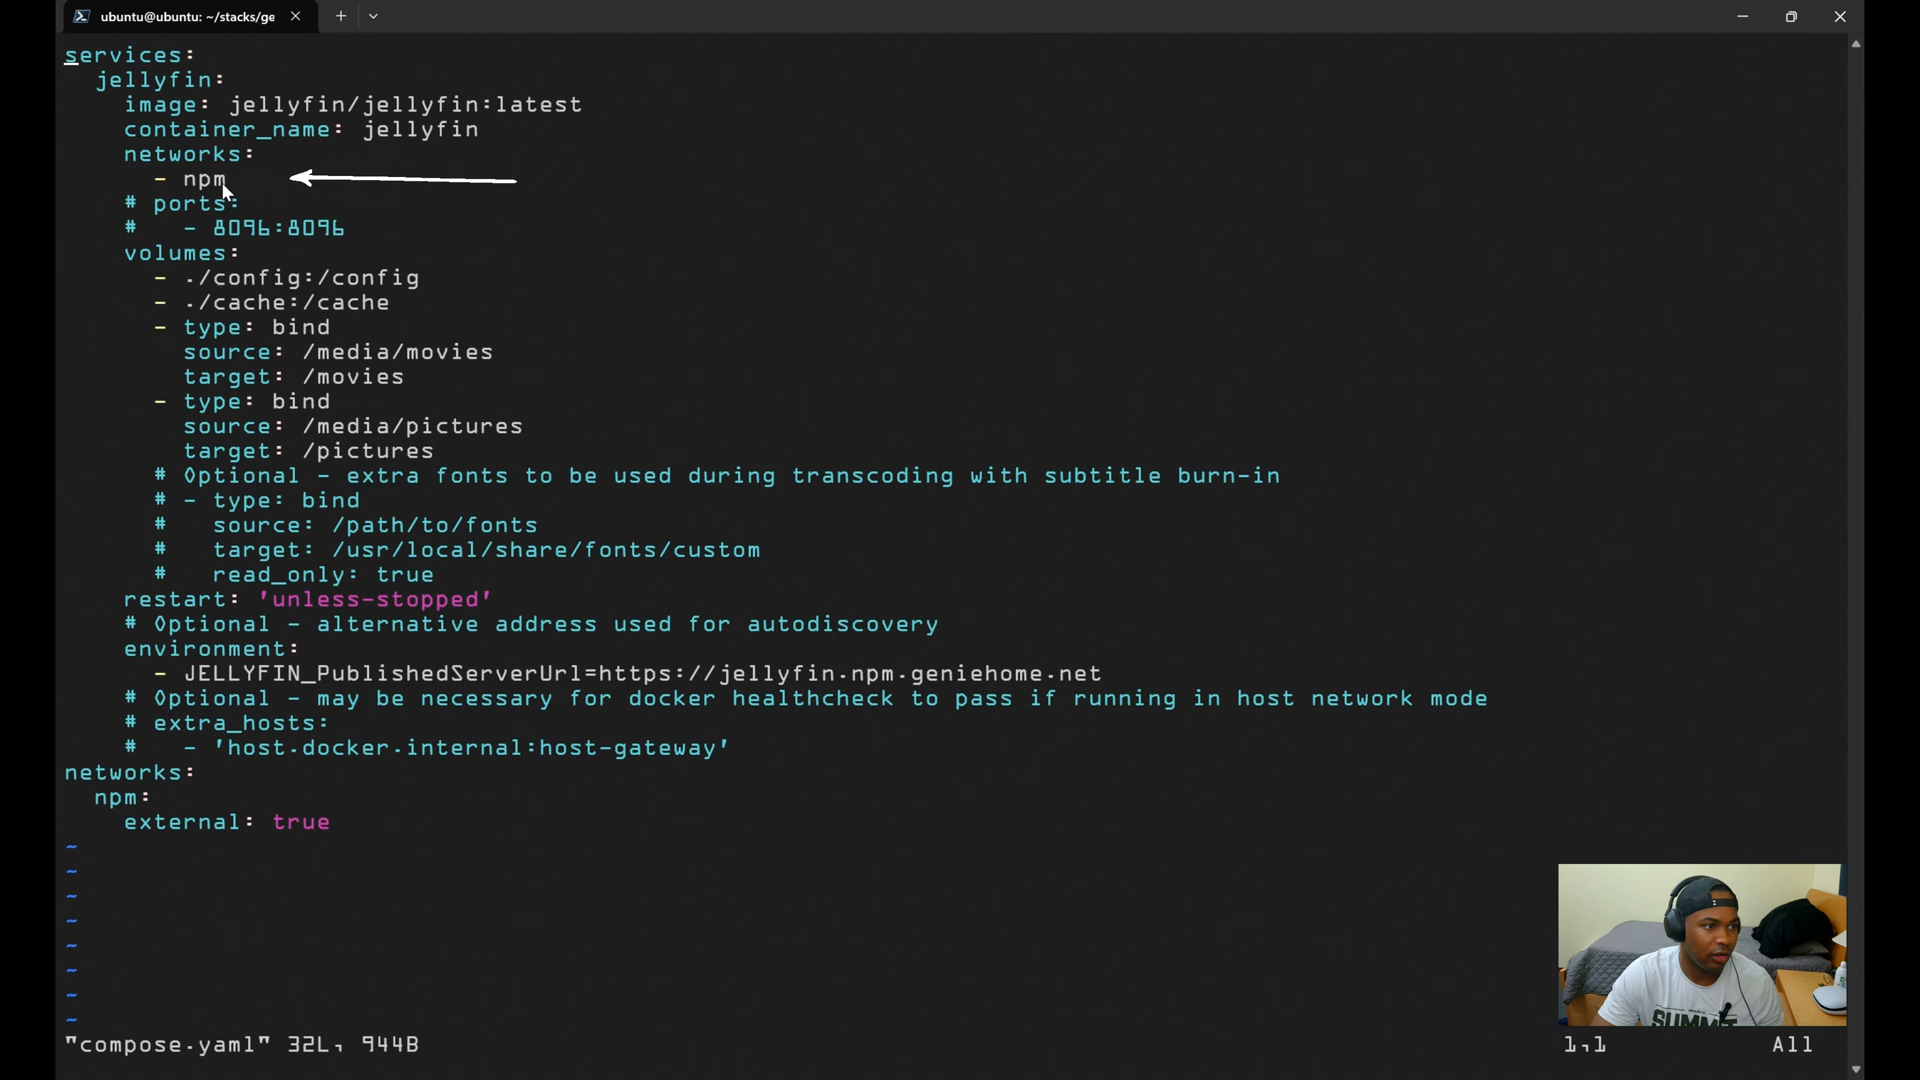 ubuntu@ubuntu: ~/stacks/ge
services:
  jellyfin:
    image: jellyfin/jellyfin:latest
    container_name: jellyfin
    networks:
      - npm
    # ports:
    #   - 8096:8096
    volumes:
      - ./config:/config
      - ./cache:/cache
      - type: bind
        source: /media/movies
        target: /movies
      - type: bind
        source: /media/pictures
        target: /pictures
      # Optional - extra fonts to be used during transcoding with subtitle burn-in
      # - type: bind
      #   source: /path/to/fonts
      #   target: /usr/local/share/fonts/custom
      #   read_only: true
    restart: 'unless-stopped'
    # Optional - alternative address used for autodiscovery
    environment:
      - JELLYFIN_PublishedServerUrl=https://jellyfin.npm.geniehome.net
    # Optional - may be necessary for docker healthcheck to pass if running in host network mode
    # extra_hosts:
    #   - 'host.docker.internal:host-gateway'
networks:
  npm:
    external: true
~
~
~
~
~
~
~
~
SUMMIT
"compose.yaml" 32L, 944B 1,1 All